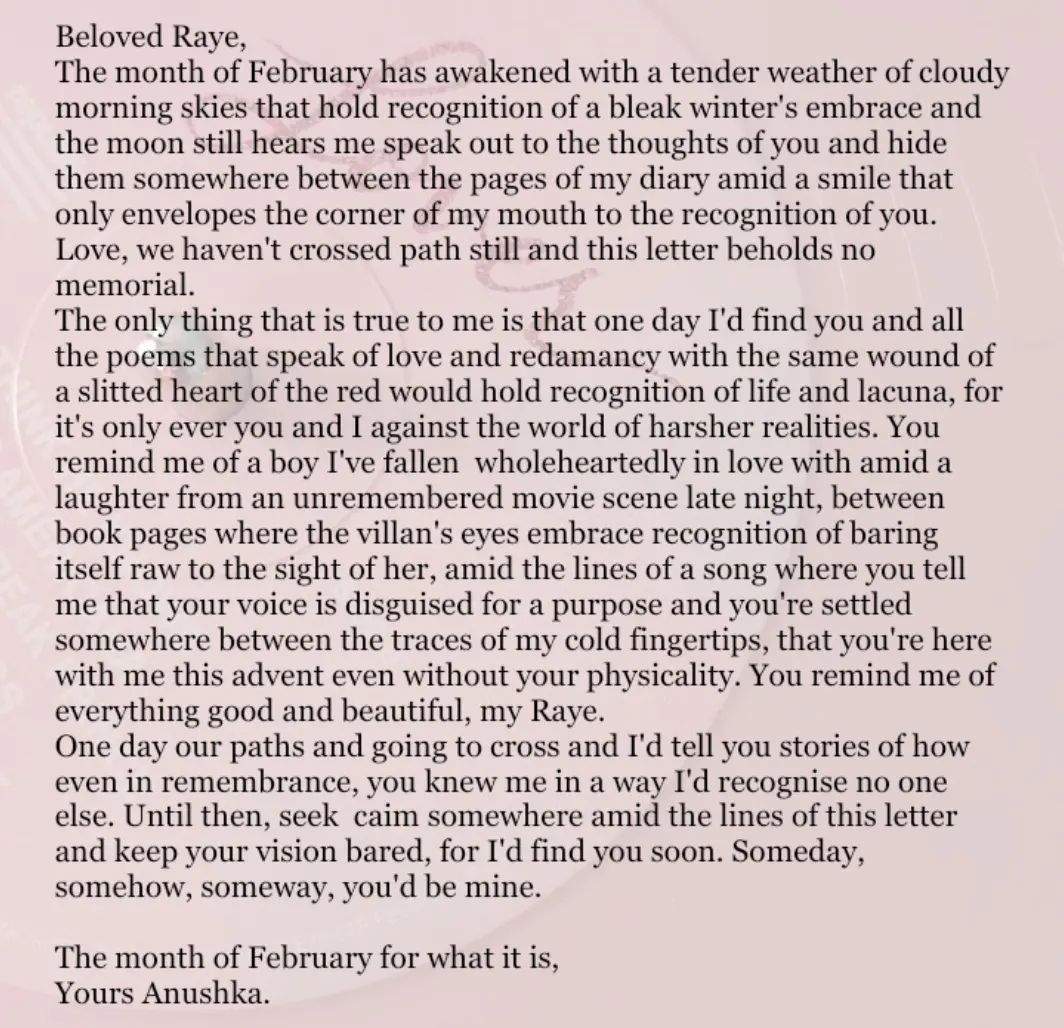 Beloved Raye,
The month of February has awakened with a tender weather of cloudy
morning skies that hold recognition of a bleak winter's embrace and
the moon still hears me speak out to the thoughts of you and hide
them somewhere between the pages of my diary amid a smile that
only envelopes the corner of my mouth to the recognition of you.
Love, we haven't crossed path still and this letter beholds no
memorial.
The only thing that is true to me is that one day I'd find you and all
the poems that speak of love and redamancy with the same wound of
a slitted heart of the red would hold recognition of life and lacuna, for
it's only ever you and I against the world of harsher realities. You
remind me of a boy I've fallen  wholeheartedly in love with amid a
laughter from an unremembered movie scene late night, between
book pages where the villan's eyes embrace recognition of baring
itself raw to the sight of her, amid the lines of a song where you tell
me that your voice is disguised for a purpose and you're settled
somewhere between the traces of my cold fingertips, that you're here
with me this advent even without your physicality. You remind me of
everything good and beautiful, my Raye.
One day our paths and going to cross and I'd tell you stories of how
even in remembrance, you knew me in a way I'd recognise no one
else. Until then, seek  caim somewhere amid the lines of this letter
and keep your vision bared, for I'd find you soon. Someday,
somehow, someway, you'd be mine.

The month of February for what it is,
Yours Anushka.